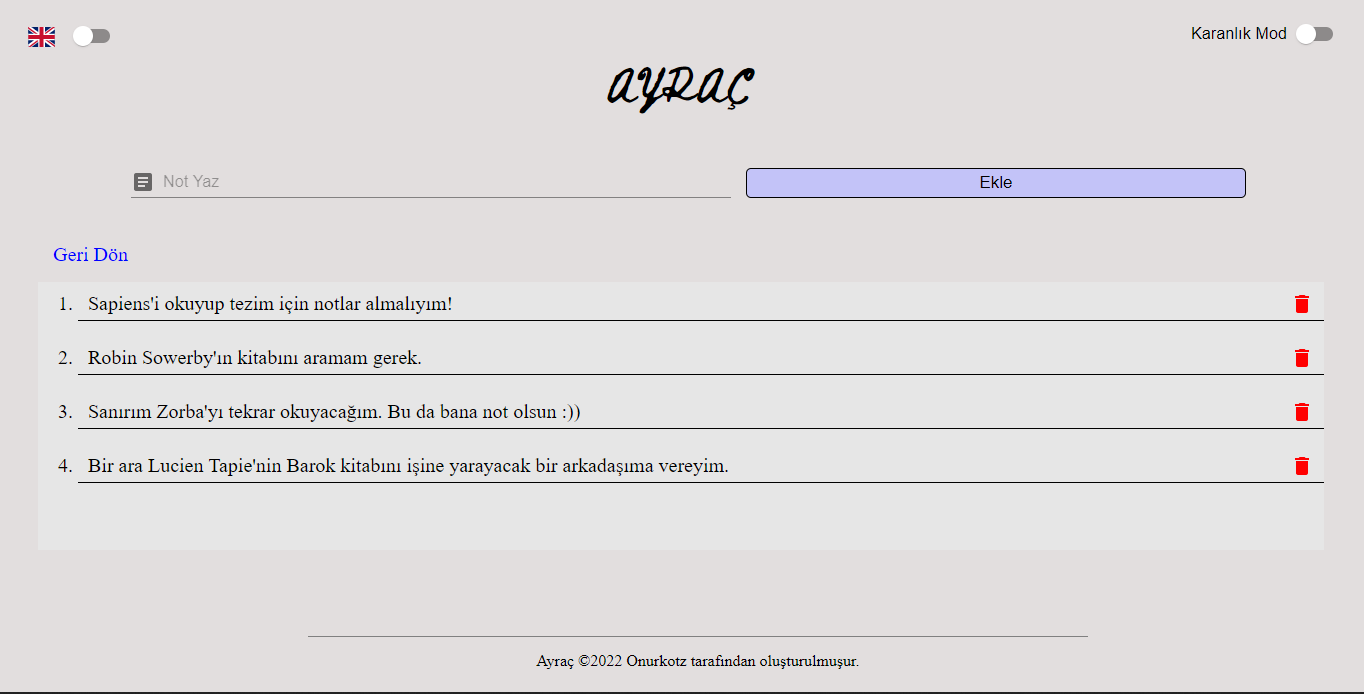 Karanlık Mod
AYRAÇ
Not Yaz
Ekle
Geri Dön
1. Sapiens'i okuyup tezim için notlar almalıyım!
2. Robin Sowerby'ın kitabını aramam gerek.
3. Sanırım Zorba'yı tekrar okuyacağım. Bu da bana not olsun :))
4. Bir ara Lucien Tapie'nin Barok kitabını işine yarayacak bir arkadaşıma vereyim.
Ayraç ©2022 Onurkotz tarafından oluşturulmuşur.